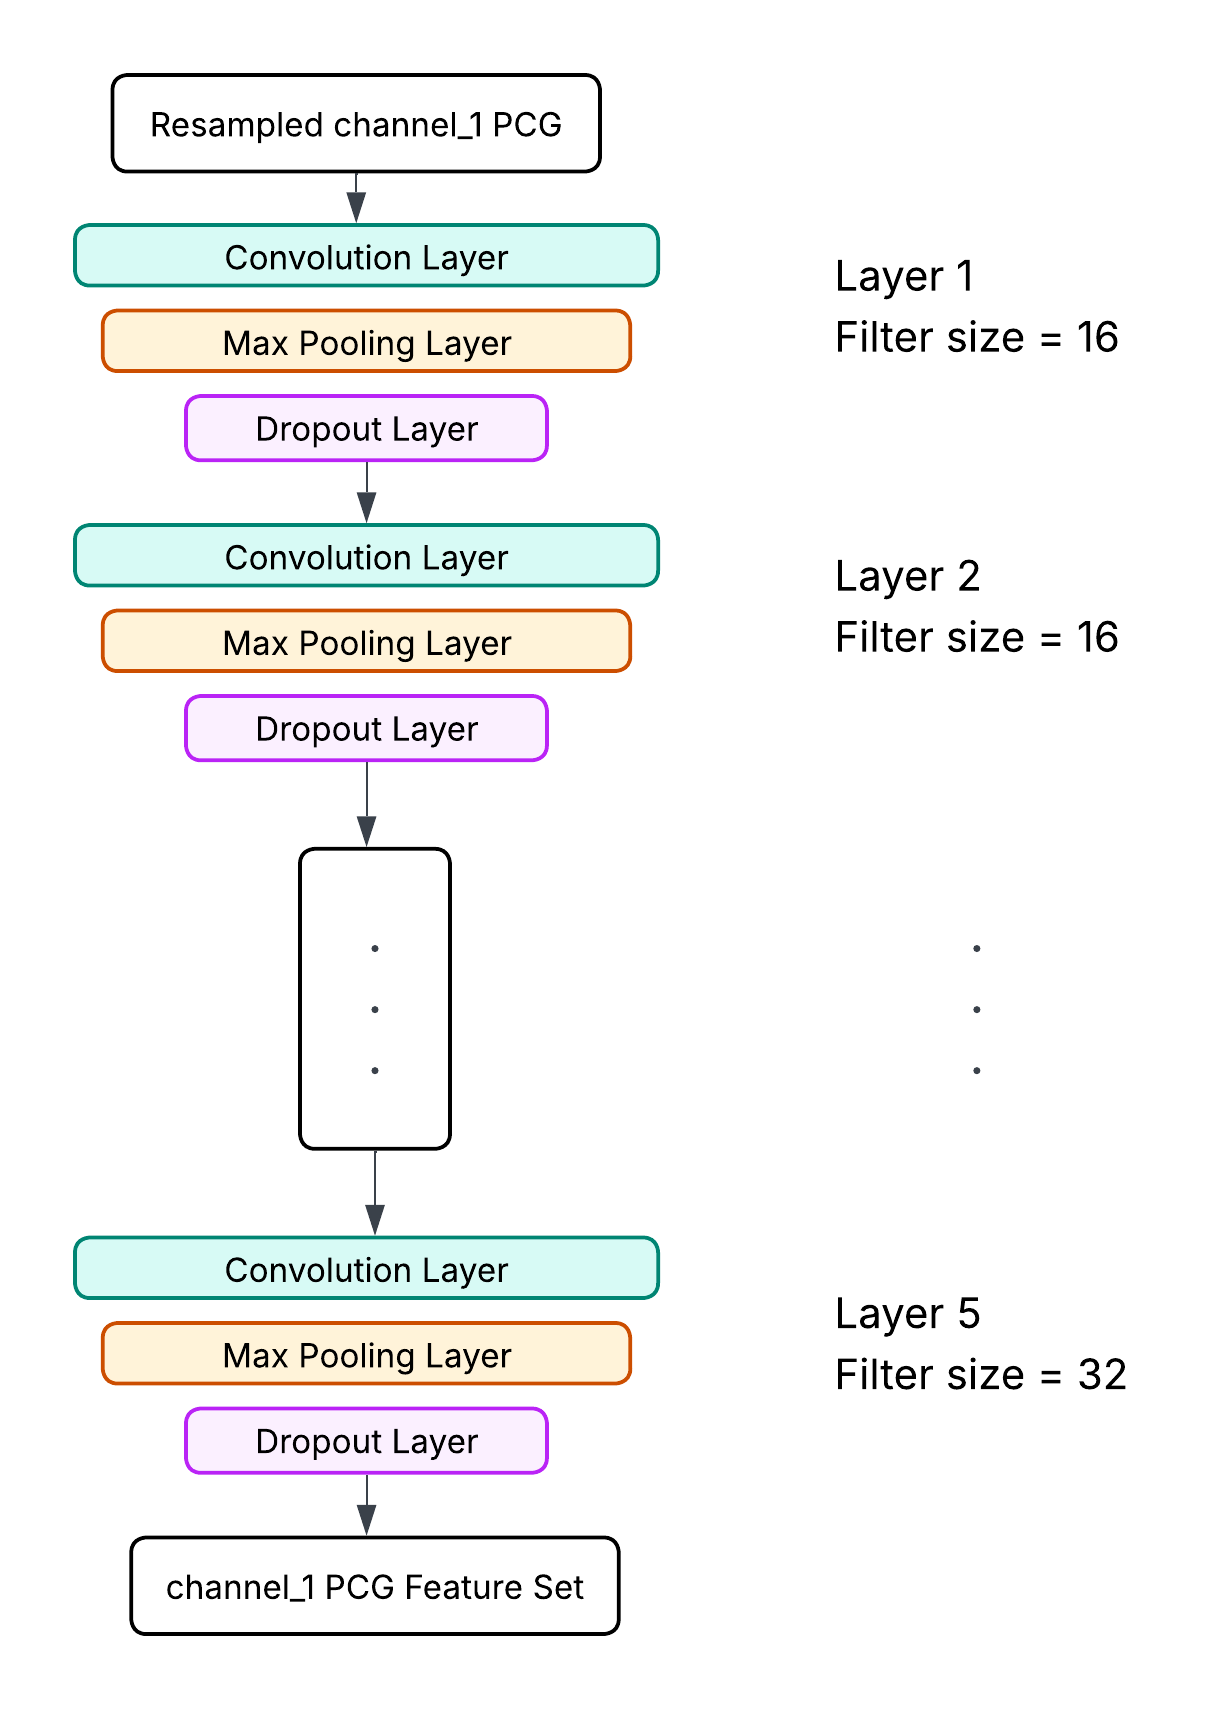 Resampled channel_1 PCG
Convolution Layer
Max Pooling Layer
Dropout Layer
Layer 1
Filter size = 16
Convolution Layer
Max Pooling Layer
Dropout Layer
Layer 2
Filter size = 16
.
.
.
.
.
.
Convolution Layer
Max Pooling Layer
Dropout Layer
Layer 5
Filter size = 32
channel_1 PCG Feature Set